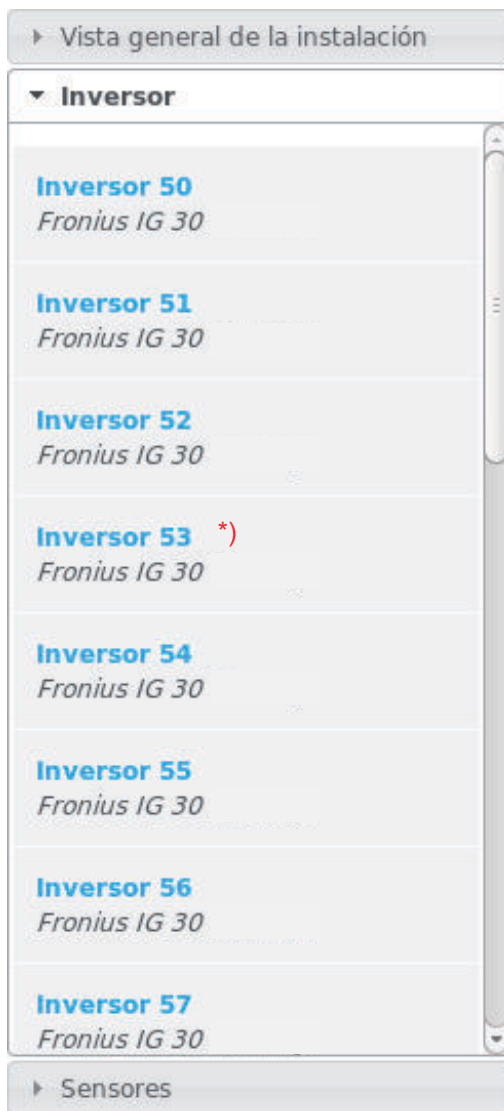 Vista general de la instalación
Inversor
Inversor 50
Fronius IG 30
Inversor 51
Fronius IG 30
Inversor 52
Fronius IG 30
Inversor 53 *)
Fronius IG 30
Inversor 54
Fronius IG 30
Inversor 55
Fronius IG 30
Inversor 56
Fronius IG 30
Inversor 57
Fronius IG 30
Sensores